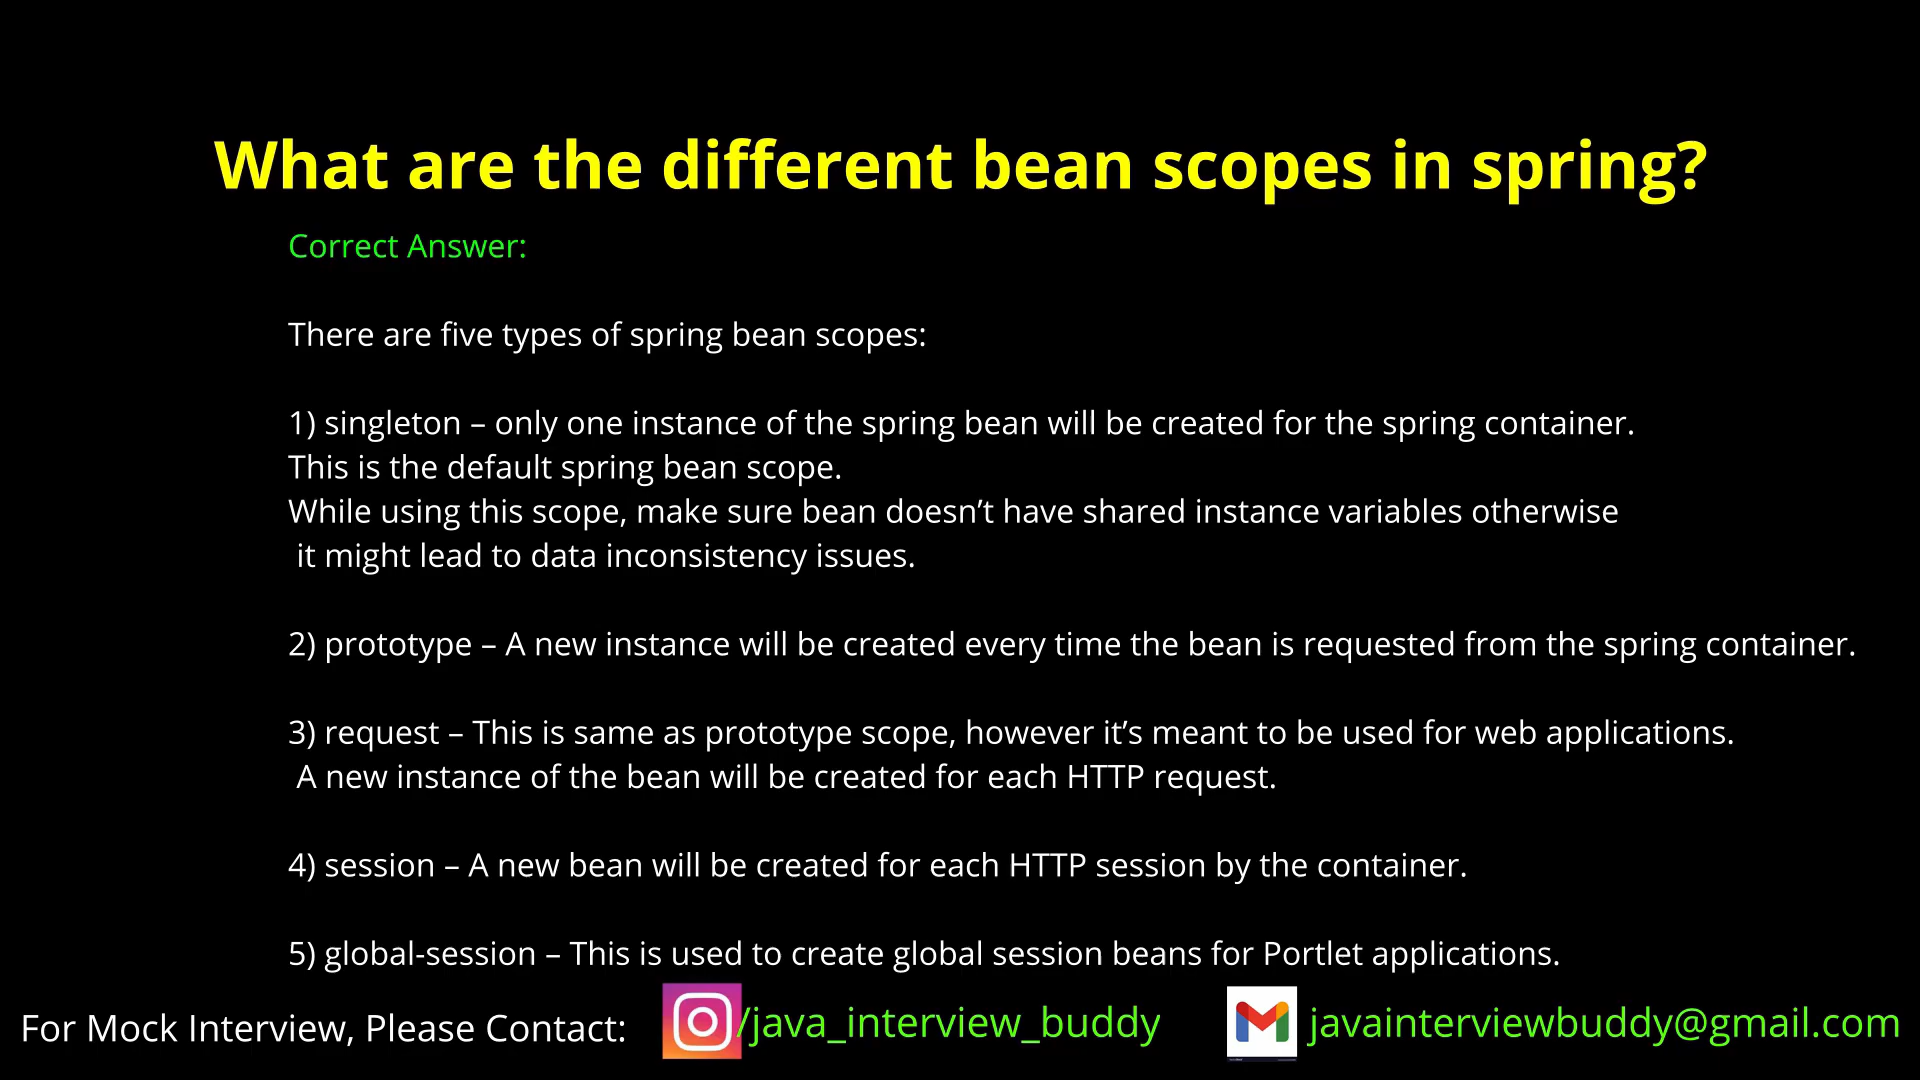 What are the different bean scopes in spring?
Correct Answer:
There are five types of spring bean scopes:
1) singleton – only one instance of the spring bean will be created for the spring container.
This is the default spring bean scope.
While using this scope, make sure bean doesn’t have shared instance variables otherwise
it might lead to data inconsistency issues.
2) prototype – A new instance will be created every time the bean is requested from the spring container.
3) request – This is same as prototype scope, however it’s meant to be used for web applications.
A new instance of the bean will be created for each HTTP request.
4) session – A new bean will be created for each HTTP session by the container.
5) global-session – This is used to create global session beans for Portlet applications.
For Mock Interview, Please Contact: /java_interview_buddy javainterviewbuddy@gmail.com